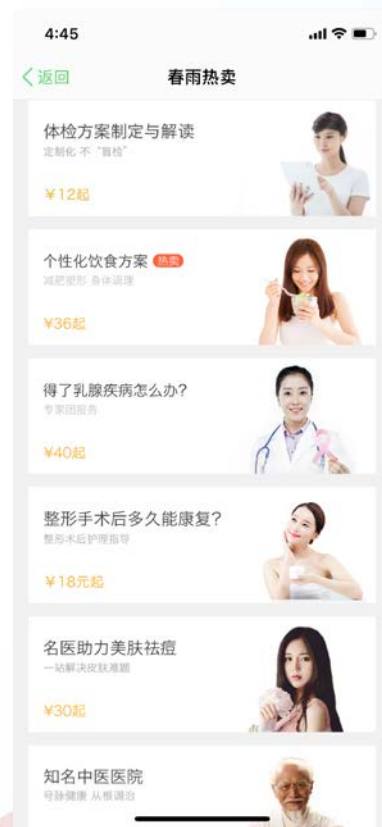 4:45
返回
春雨热卖
体检方案制定与解读
定制化 不“盲检”
￥12起
个性化饮食方案 热卖
减肥塑形 身体调理
¥36起
得了乳腺疾病怎么办?
专家团服务
¥40起
整形手术后多久能康复?
整形术后护理指导
￥18元起
名医助力美肤祛痘
一站解决皮肤难题
¥30起
知名中医医院
号脉健康 从根调治